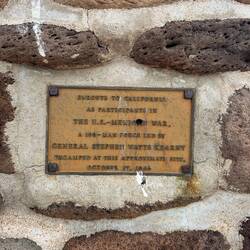 ENROUTE TO CALIFORNIA
AS PARTICIPANTS IN
THE U.S.-MEXICAN WAR,
A 100-MAN FORCE LED BY
GENERAL STEPHEN WATTS KEARNY
ENCAMPED AT THIS APPROXIMATE SITE,
OCTOBER